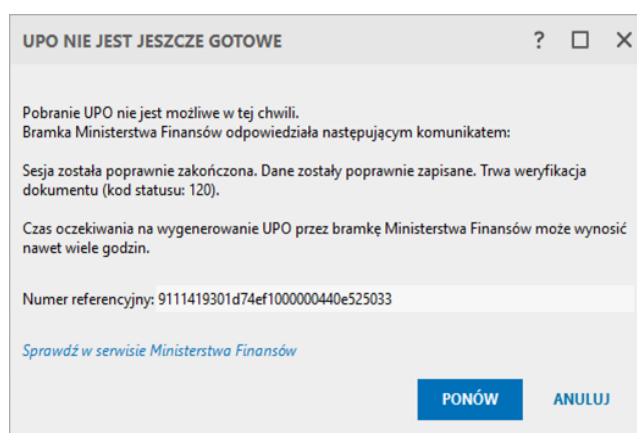 UPO NIE JEST JESZCZE GOTOWE
Pobranie UPO nie jest możliwe w tej chwili.
Bramka Ministerstwa Finansów odpowiedziała następującym komunikatem:
Sesja została poprawnie zakończona. Dane zostały poprawnie zapisane. Trwa weryfikacja
dokumentu (kod statusu: 120).
Czas oczekiwania na wygenerowanie UPO przez bramkę Ministerstwa Finansów może wynosić
nawet wiele godzin.
Numer referencyjny: 9111419301d74ef1000000440e525033
Sprawdź w serwisie Ministerstwa Finansów
PONÓW ANULUJ